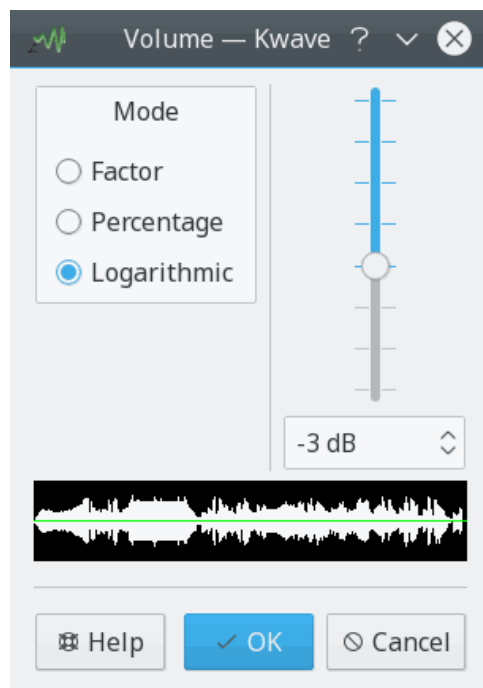 Volume — Kwave
Mode
Factor
Percentage
Logarithmic
-3 dB
Help
OK
Cancel